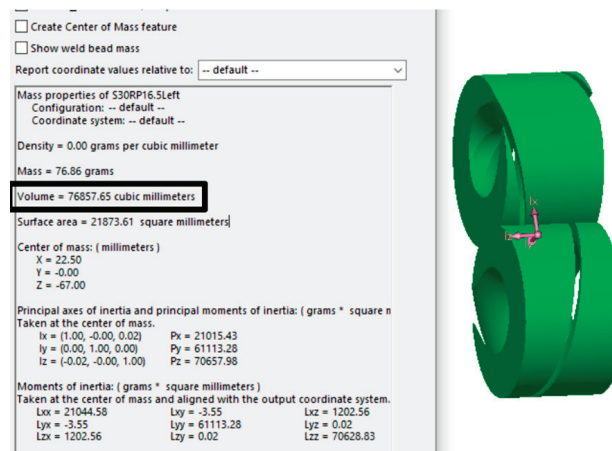 Create Center of Mass feature
Show weld bead mass
Report coordinate values relative to: -- default --
Mass properties of S30RP16.5Left
Configuration: -- default --
Coordinate system: -- default --
Density = 0.00 grams per cubic millimeter
Mass = 76.86 grams
Volume = 76857.65 cubic millimeters
Surface area = 21873.61 square millimeters
Center of mass: ( millimeters )
X = 22.50
Y = -0.00
Z = -67.00
Principal axes of inertia and principal moments of inertia: ( grams * square n
Taken at the center of mass.
Ix = (1.00, -0.00, 0.02) Px = 21015.43
Iy = (0.00, 1.00, 0.00) Py = 61113.28
Iz = (-0.02, -0.00, 1.00) Pz = 70657.98
Moments of inertia: ( grams * square millimeters )
Taken at the center of mass and aligned with the output coordinate system.
Lxx = 21044.58 Lxy = -3.55 Lxz = 1202.56
Lyx = -3.55 Lyy = 61113.28 Lyz = 0.02
Lzx = 1202.56 Lzy = 0.02 Lzz = 70628.83